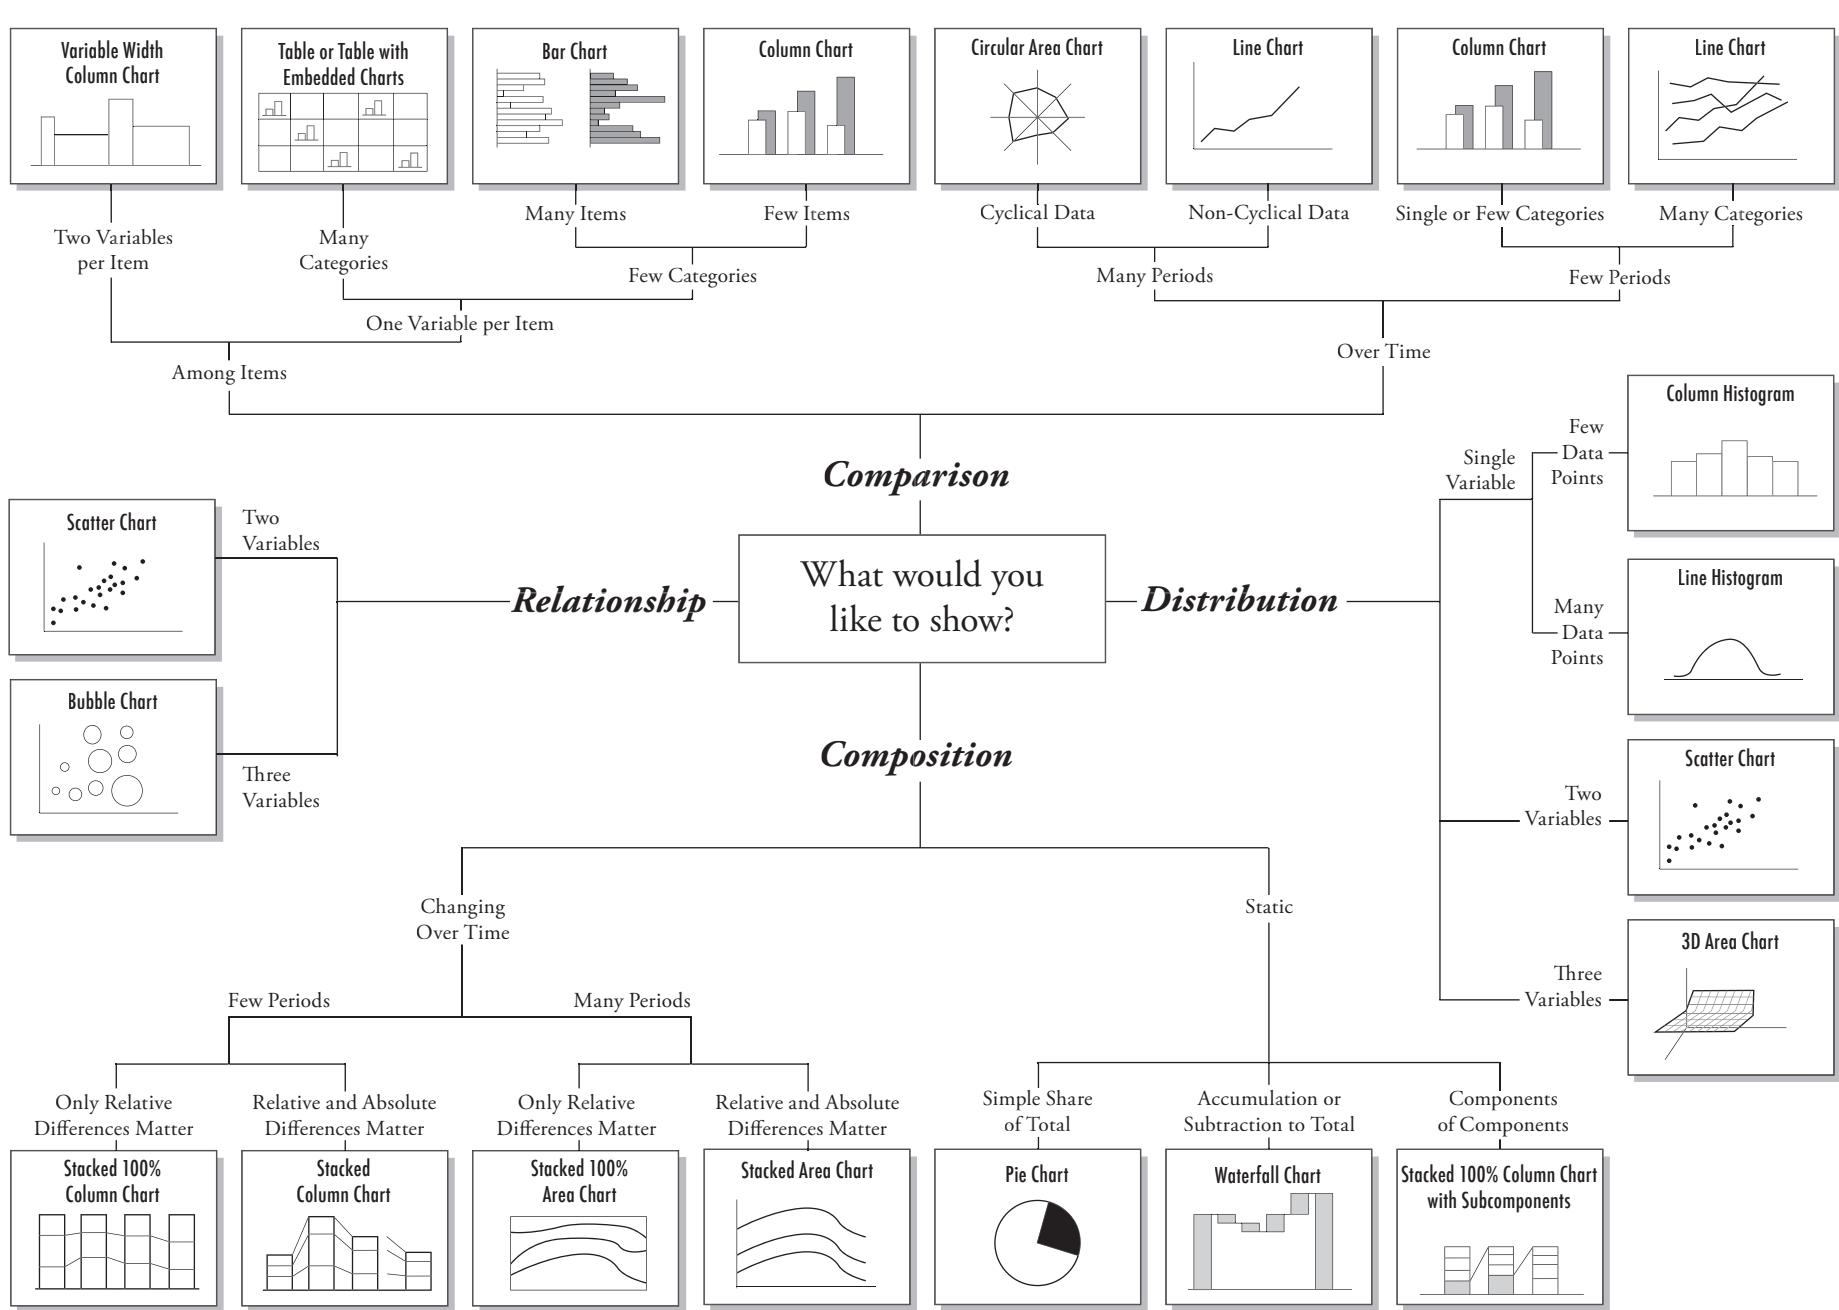 Variable Width
Column Chart
Table or Table with
Embedded Charts
Bar Chart
Column Chart
Circular Area Chart
Line Chart
Column Chart
Line Chart
Two Variables
per Item
Many
Categories
Many Items
Few Items
Cyclical Data
Non-Cyclical Data
Single or Few Categories
Many Categories
Few Categories
Many Periods
Few Periods
One Variable per Item
Over Time
Among Items
Comparison
What would you
like to show?
Relationship
Distribution
Composition
Two
Variables
Scatter Chart
Bubble Chart
Three
Variables
Single
Variable
Few
Data
Points
Column Histogram
Many
Data
Points
Line Histogram
Two
Variables
Scatter Chart
Three
Variables
3D Area Chart
Changing
Over Time
Static
Few Periods
Many Periods
Only Relative
Differences Matter
Relative and Absolute
Differences Matter
Only Relative
Differences Matter
Relative and Absolute
Differences Matter
Simple Share
of Total
Accumulation or
Subtraction to Total
Components
of Components
Stacked 100%
Column Chart
Stacked
Column Chart
Stacked 100%
Area Chart
Stacked Area Chart
Pie Chart
Waterfall Chart
Stacked 100% Column Chart
with Subcomponents